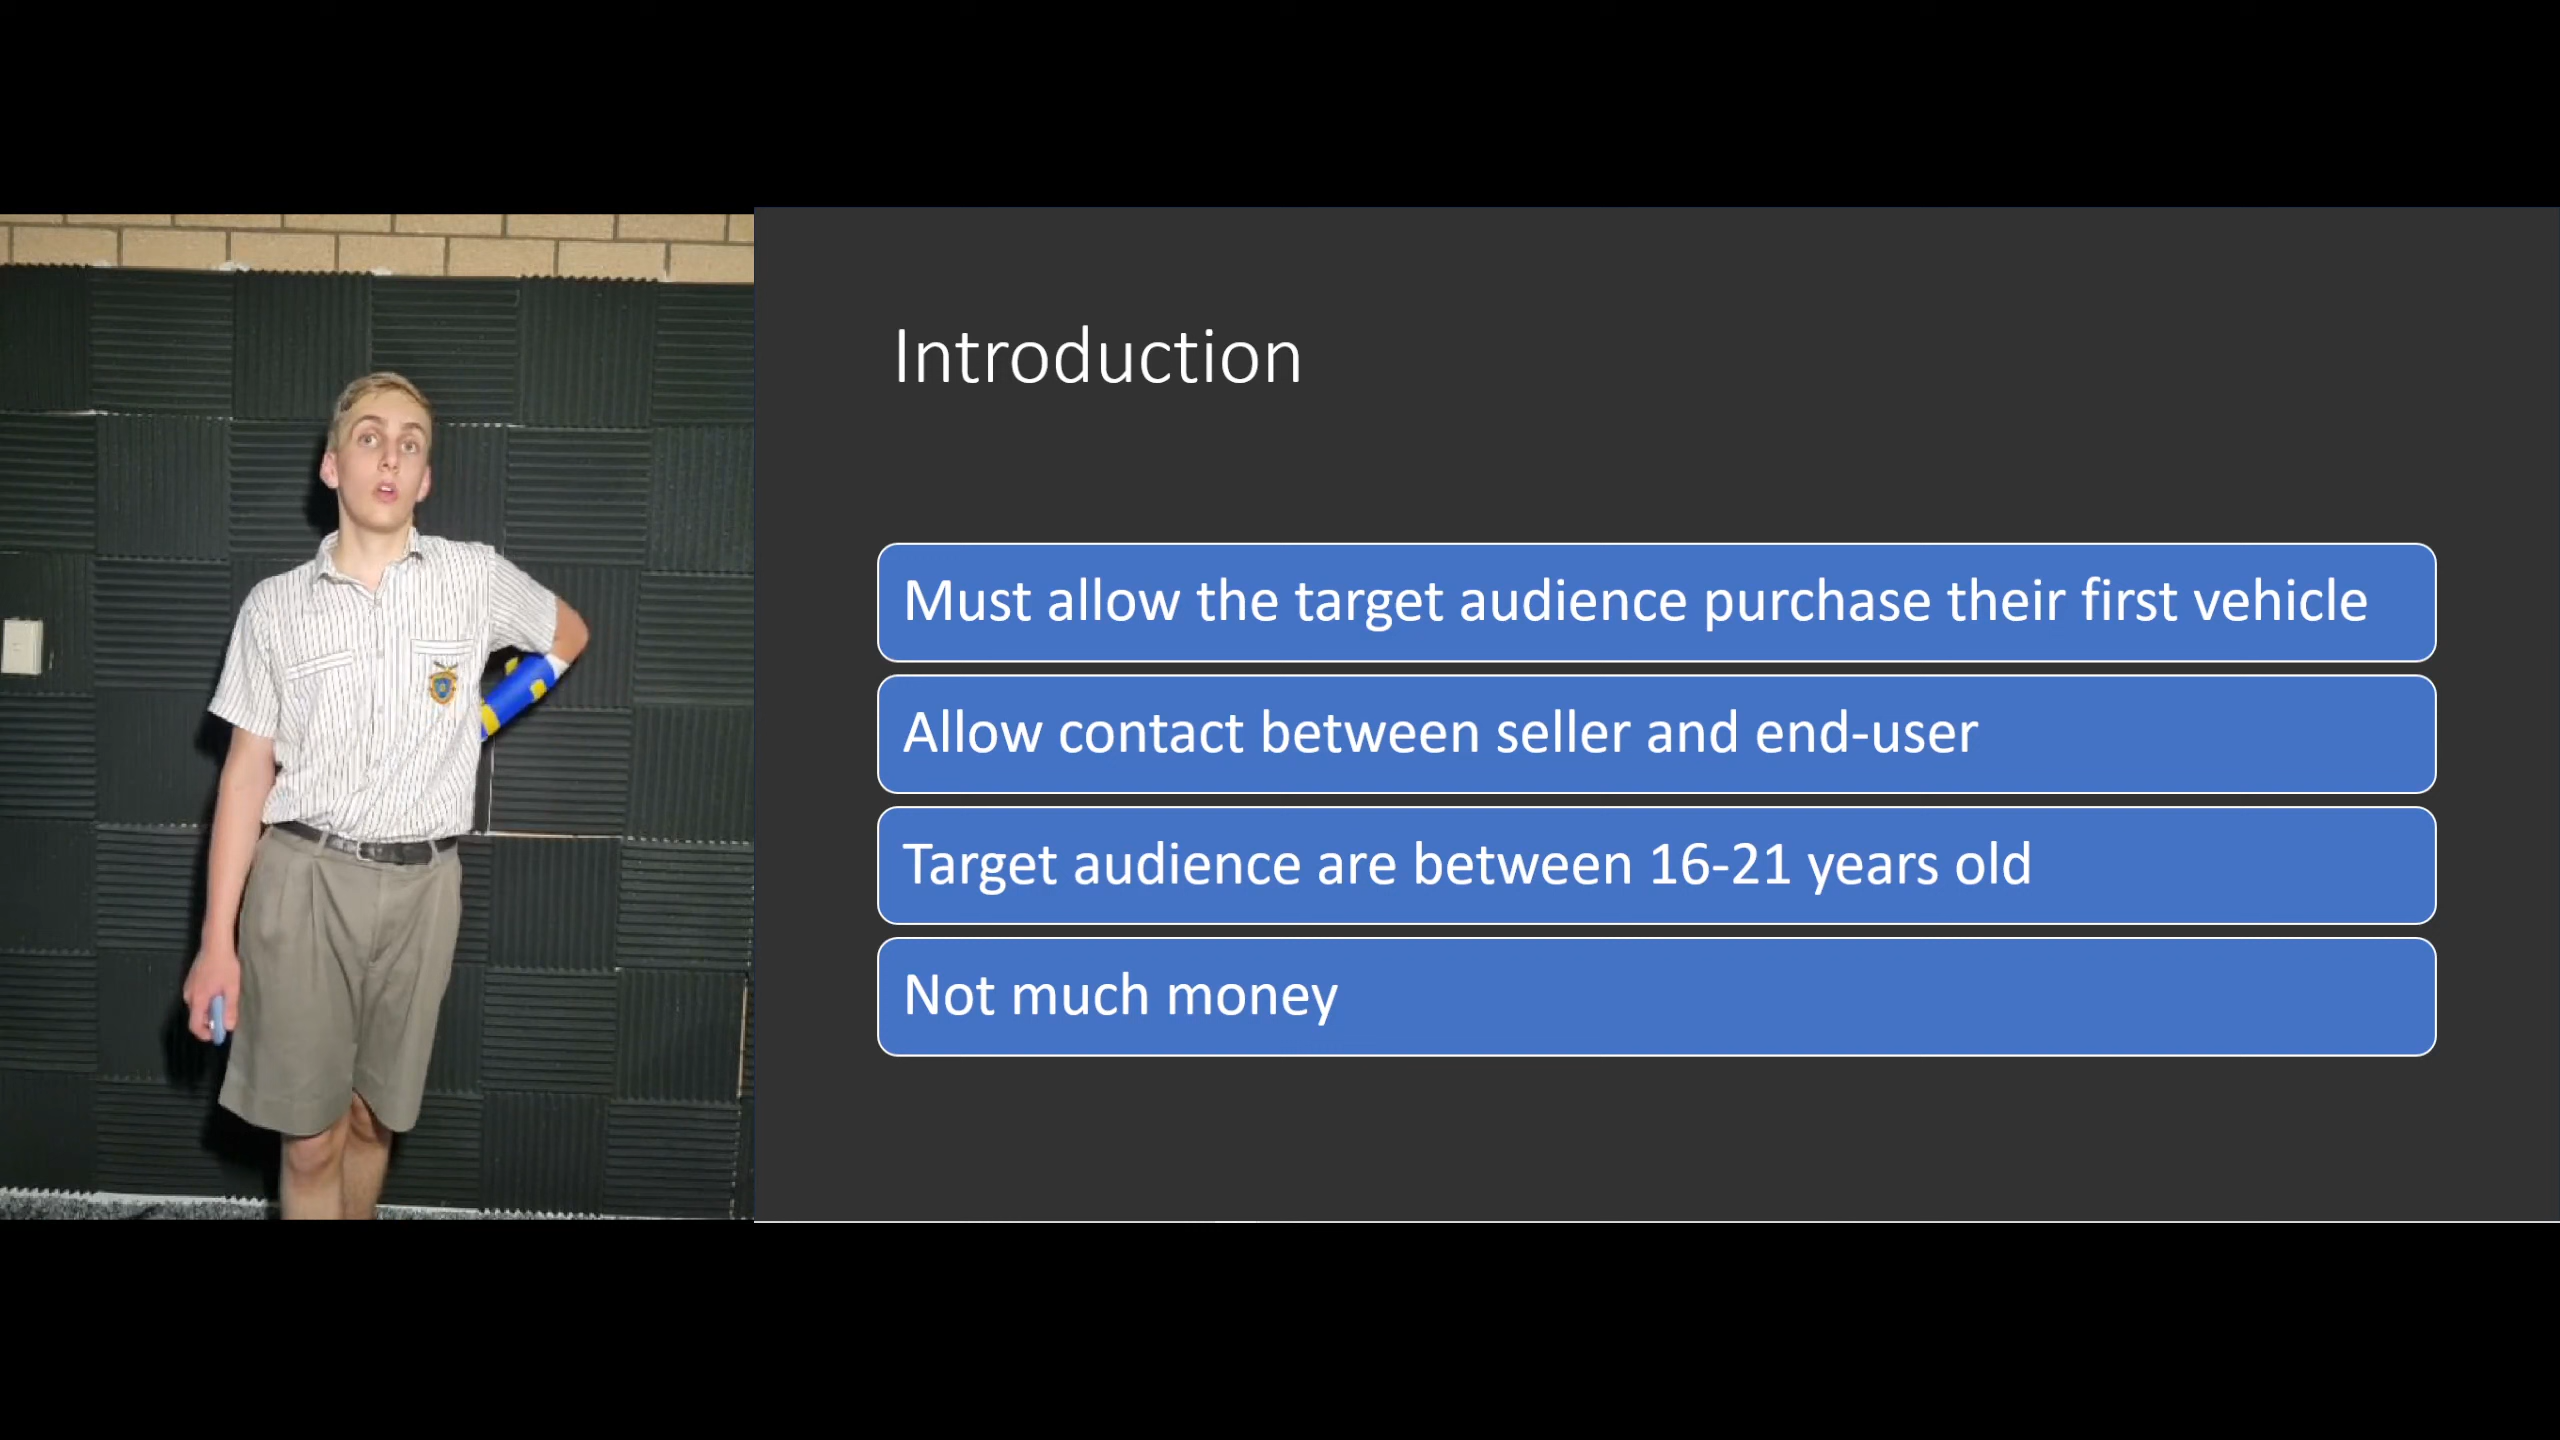 Introduction
Must allow the target audience purchase their first vehicle
Allow contact between seller and end-user
Target audience are between 16-21 years old
Not much money